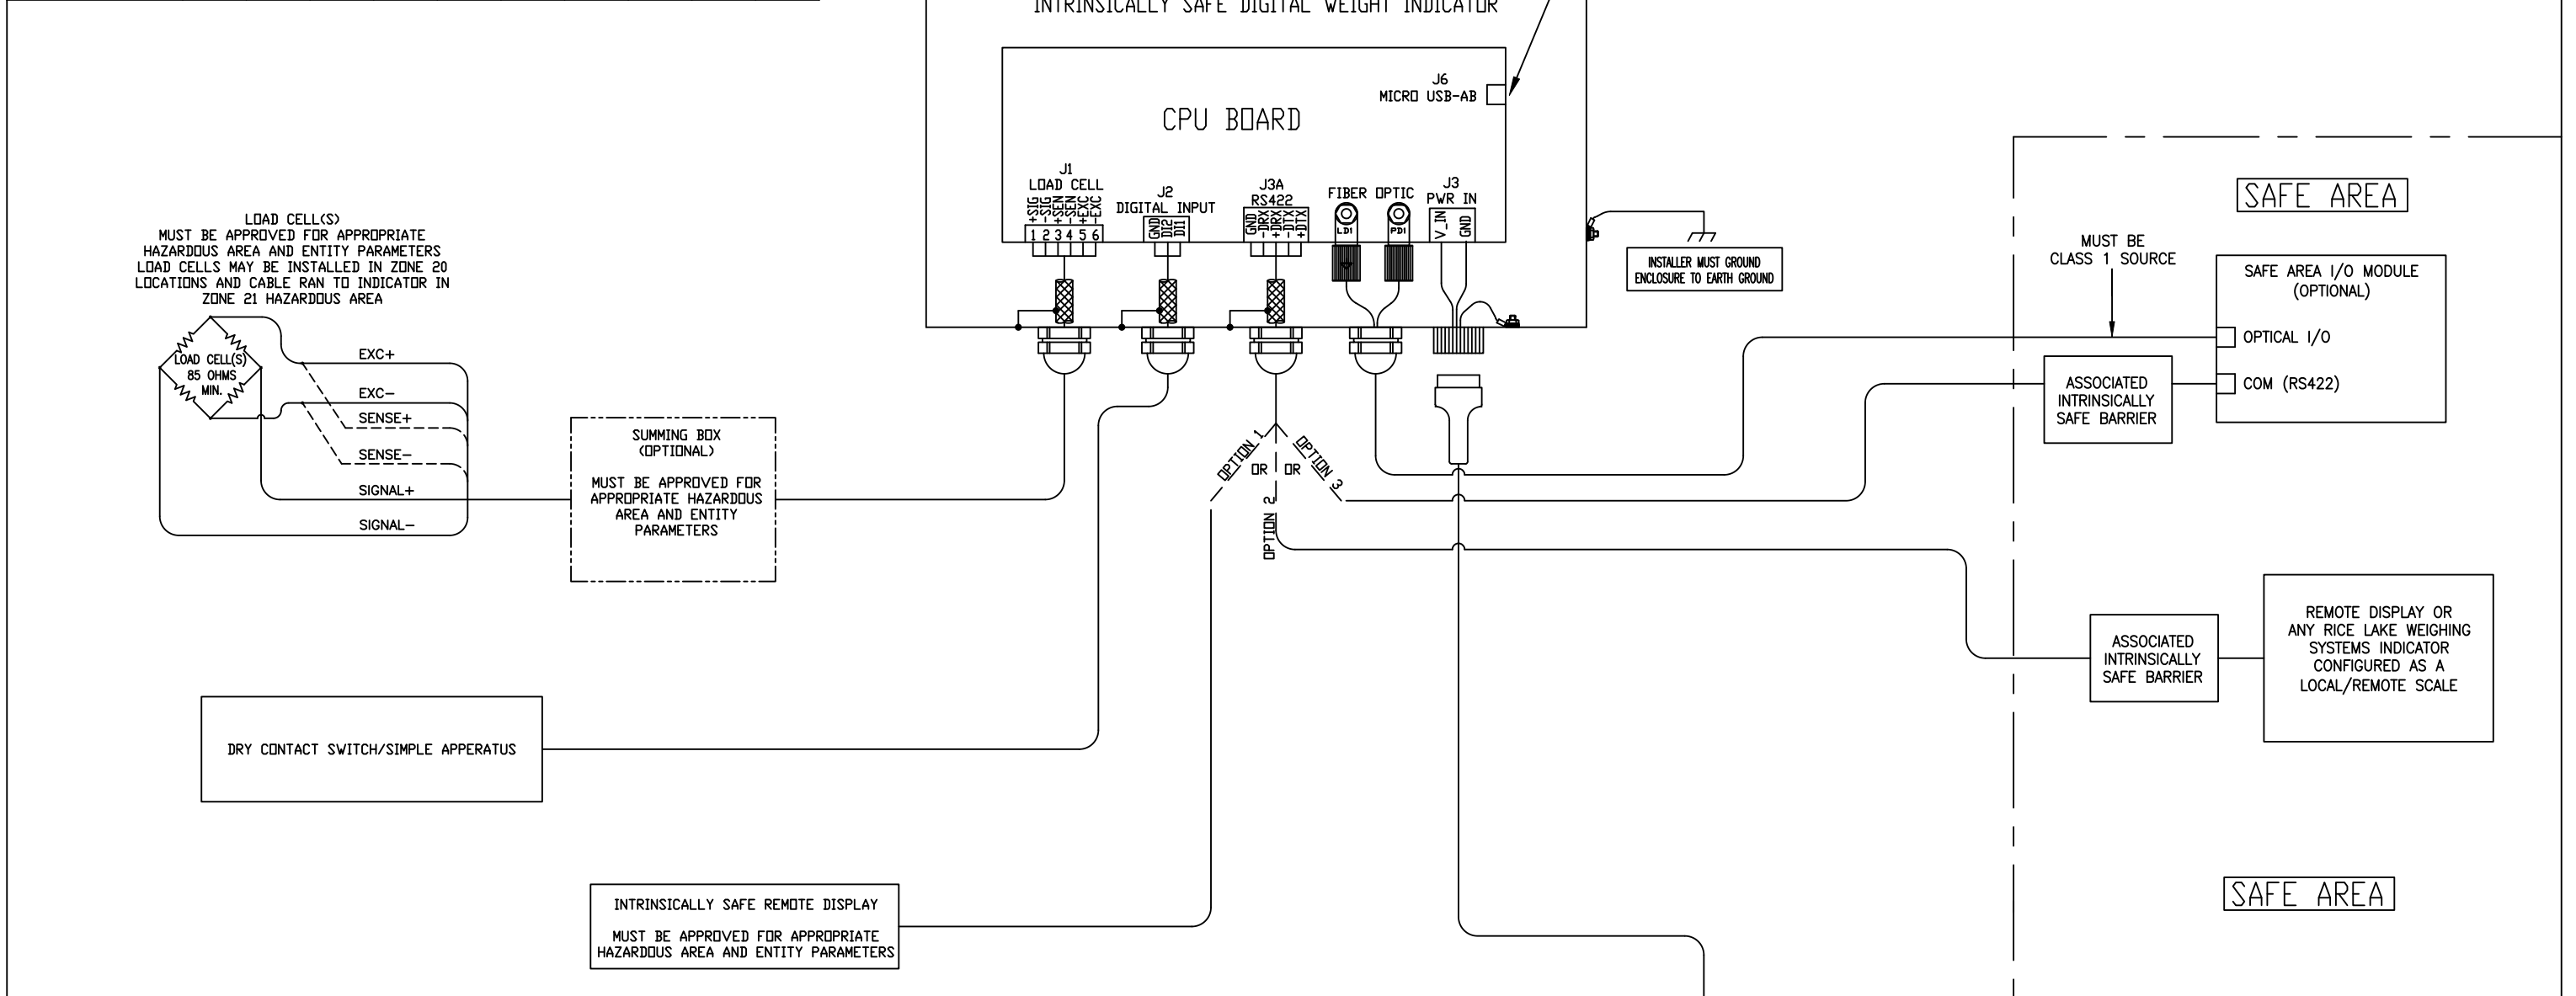 INTRINSICALLY SAFE DIGITAL WEIGHT INDICATOR
J6
MICRO USB-AB
CPU BOARD
J1
LOAD CELL
+SIG
-SIG
+SEN
-SEN
+EXC
-EXC
1 2 3 4 5 6
J2
DIGITAL INPUT
GND
DI2
DI1
J3A
RS422
GND
-DRX
+DRX
-DTX
+DTX
FIBER OPTIC
LD1
PD1
J3
PWR IN
V_IN
GND
INSTALLER MUST GROUND
ENCLOSURE TO EARTH GROUND
LOAD CELL(S)
MUST BE APPROVED FOR APPROPRIATE
HAZARDOUS AREA AND ENTITY PARAMETERS
LOAD CELLS MAY BE INSTALLED IN ZONE 20
LOCATIONS AND CABLE RAN TO INDICATOR IN
ZONE 21 HAZARDOUS AREA
LOAD CELL(S)
85 OHMS
MIN.
EXC+
EXC-
SENSE+
SENSE-
SIGNAL+
SIGNAL-
SUMMING BOX
(OPTIONAL)
MUST BE APPROVED FOR
APPROPRIATE HAZARDOUS
AREA AND ENTITY
PARAMETERS
OPTION 1
OR
OPTION 2
OR
OPTION 3
SAFE AREA
MUST BE
CLASS 1 SOURCE
SAFE AREA I/O MODULE
(OPTIONAL)
OPTICAL I/O
COM (RS422)
ASSOCIATED
INTRINSICALLY
SAFE BARRIER
ASSOCIATED
INTRINSICALLY
SAFE BARRIER
REMOTE DISPLAY OR
ANY RICE LAKE WEIGHING
SYSTEMS INDICATOR
CONFIGURED AS A
LOCAL/REMOTE SCALE
DRY CONTACT SWITCH/SIMPLE APPERATUS
INTRINSICALLY SAFE REMOTE DISPLAY
MUST BE APPROVED FOR APPROPRIATE
HAZARDOUS AREA AND ENTITY PARAMETERS
SAFE AREA